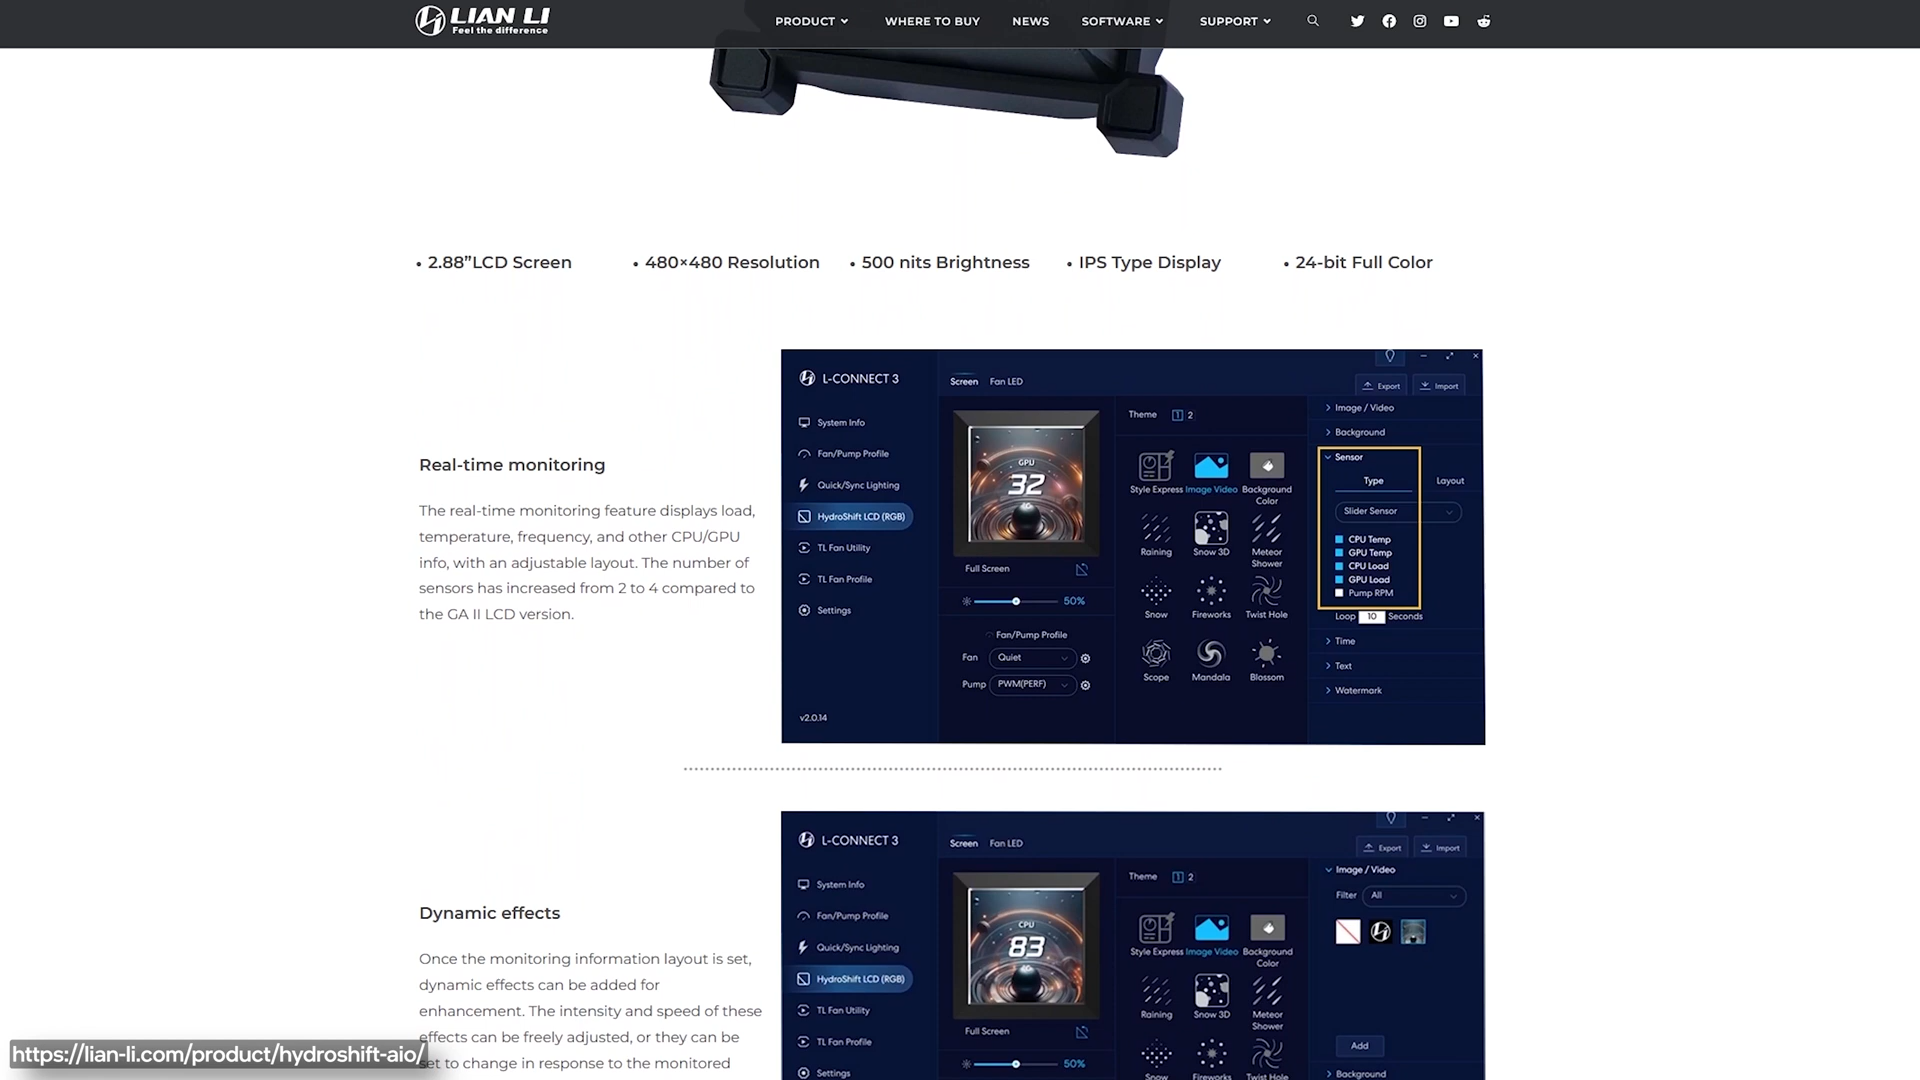 LIAN LI
Feel the difference
PRODUCT
WHERE TO BUY
NEWS
SOFTWARE
SUPPORT
• 2.88”LCD Screen
• 480×480 Resolution
• 500 nits Brightness
• IPS Type Display
• 24-bit Full Color
Real-time monitoring
The real-time monitoring feature displays load,
temperature, frequency, and other CPU/GPU
info, with an adjustable layout. The number of
sensors has increased from 2 to 4 compared to
the GA II LCD version.
L-CONNECT 3
System Info
Fan/Pump Profile
Quick/Sync Lighting
HydroShift LCD (RGB)
TL Fan Utility
TL Fan Profile
Settings
v2.0.14
Screen
Fan LED
Export
Import
GPU
32
Full Screen
50%
Fan/Pump Profile
Fan
Quiet
Pump
PWM(PERF)
Theme
1
2
Style Express
Image Video
Background
Color
Raining
Snow 3D
Meteor
Shower
Snow
Fireworks
Twist Hole
Scope
Mandala
Blossom
Image / Video
Background
Sensor
Type
Layout
Slider Sensor
CPU Temp
GPU Temp
CPU Load
GPU Load
Pump RPM
Loop 10 Seconds
Time
Text
Watermark
Dynamic effects
Once the monitoring information layout is set,
dynamic effects can be added for
enhancement. The intensity and speed of these
effects can be freely adjusted, or they can be
set to change in response to the monitored
L-CONNECT 3
System Info
Fan/Pump Profile
Quick/Sync Lighting
HydroShift LCD (RGB)
TL Fan Utility
TL Fan Profile
Settings
Screen
Fan LED
Export
Import
CPU
83
Full Screen
50%
Theme
1
2
Style Express
Image Video
Background
Color
Raining
Snow 3D
Meteor
Shower
Snow
Fireworks
Twist Hole
Image / Video
Filter
All
Add
Background
https://lian-li.com/product/hydroshift-aio/